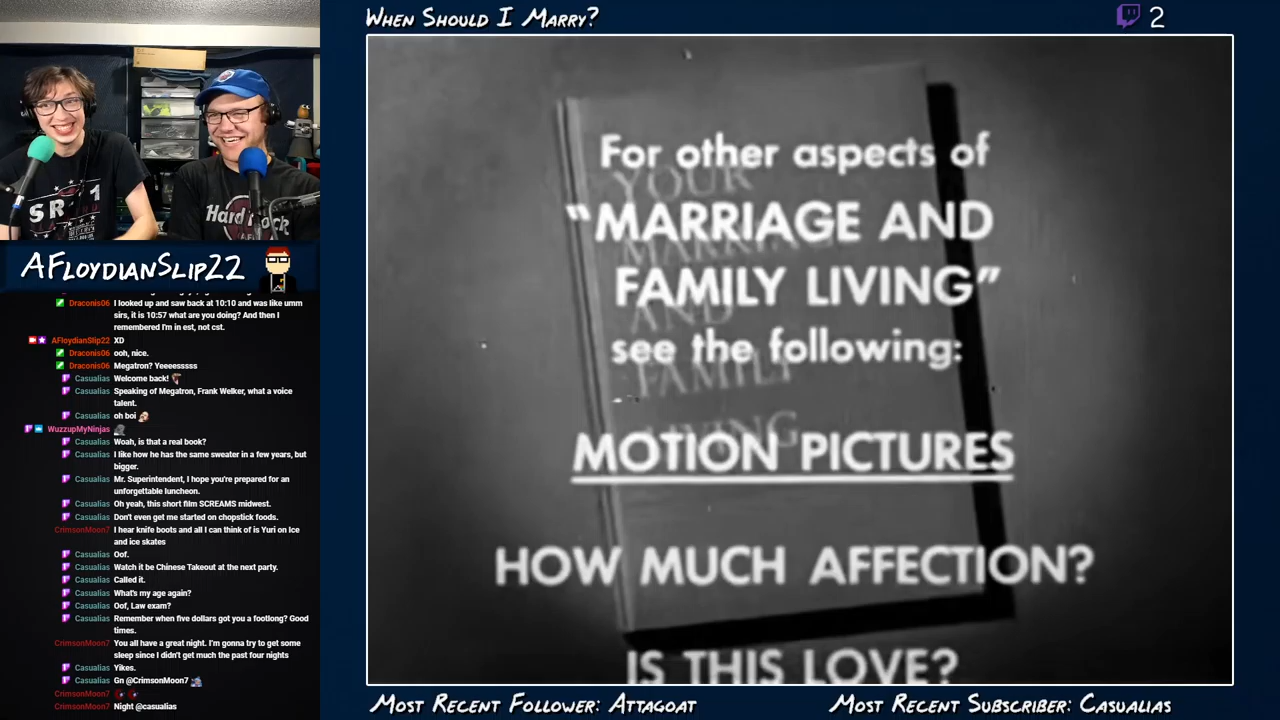 When Should I Marry?
2
For other aspects of
YOUR
"MARRIAGE AND
FAMILY LIVING"
AND
see the following:
FAMILY
LIVING
MOTION PICTURES
HOW MUCH AFFECTION?
IS THIS LOVE?
SR 1
Hard Rock
AFloydianSlip22
Draconis06 I looked up and saw back at 10:10 and was like umm
sirs, it is 10:57 what are you doing? And then I
remembered I'm in est, not cst.
AFloydianSlip22 XD
Draconis06 ooh, nice.
Draconis06 Megatron? Yeeeesssss
Casualias Welcome back!
Casualias Speaking of Megatron, Frank Welker, what a voice
talent.
Casualias oh boi
WuzzupMyNinjas
Casualias Woah, is that a real book?
Casualias I like how he has the same sweater in a few years, but
bigger.
Casualias Mr. Superintendent, I hope you're prepared for an
unforgettable luncheon.
Casualias Oh yeah, this short film SCREAMS midwest.
Casualias Don't even get me started on chopstick foods.
CrimsonMoon7 I hear knife boots and all I can think of is Yuri on Ice
and ice skates
Casualias Oof.
Casualias Watch it be Chinese Takeout at the next party.
Casualias Called it.
Casualias What's my age again?
Casualias Oof, Law exam?
Casualias Remember when five dollars got you a footlong? Good
times.
CrimsonMoon7 You all have a great night. I'm gonna try to get some
sleep since I didn't get much the past four nights
Casualias Yikes.
Casualias Gn @CrimsonMoon7
CrimsonMoon7
CrimsonMoon7 Night @casualias
Most Recent Follower: Attagoat
Most Recent Subscriber: Casualias